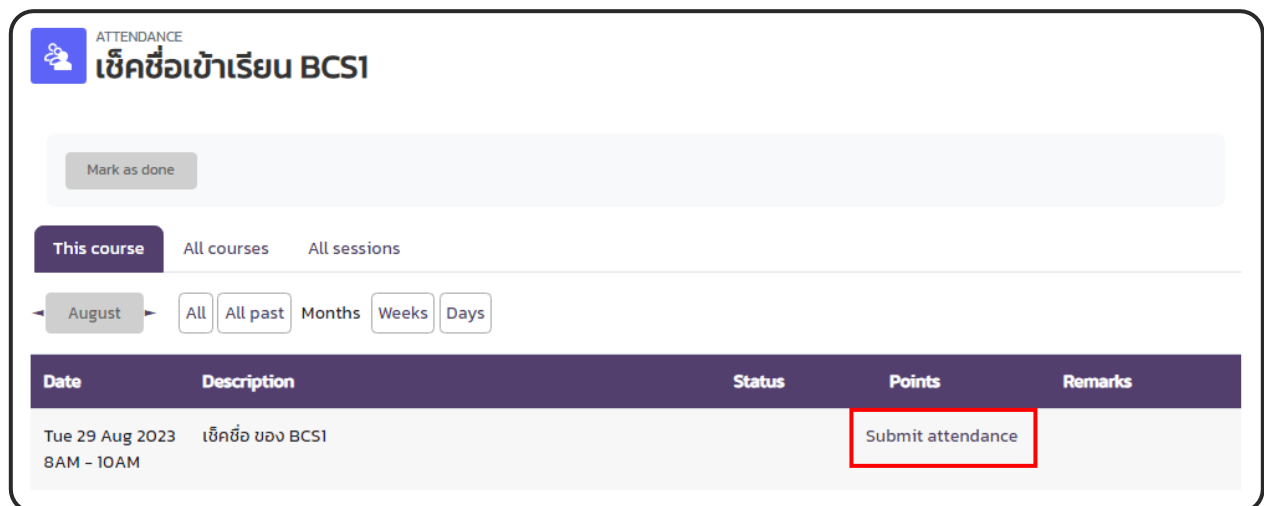 ATTENDANCE
เช็คชื่อเข้าเรียน BCS1
Mark as done
This course All courses All sessions
◄ August ► All All past Months Weeks Days
Date Description Status Points Remarks
Tue 29 Aug 2023 เช็คชื่อ ของ BCS1 Submit attendance
8AM - 10AM